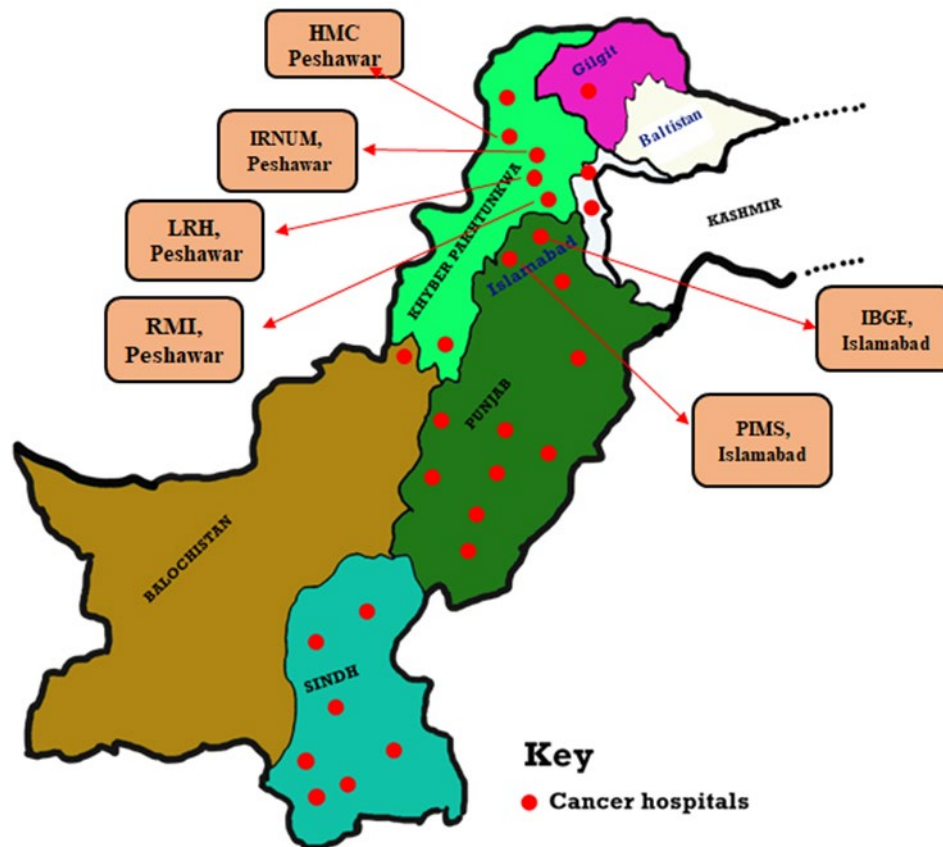 HMC
Peshawar
IRNUM,
Peshawar
LRH,
Peshawar
RMI,
Peshawar
Gilgit
Baltistan
KASHMIR
KHYBER PAKHTUNKWA
Islamabad
IBGE,
Islamabad
PIMS,
Islamabad
PUNJAB
BALOCHISTAN
SINDH
Key
Cancer hospitals